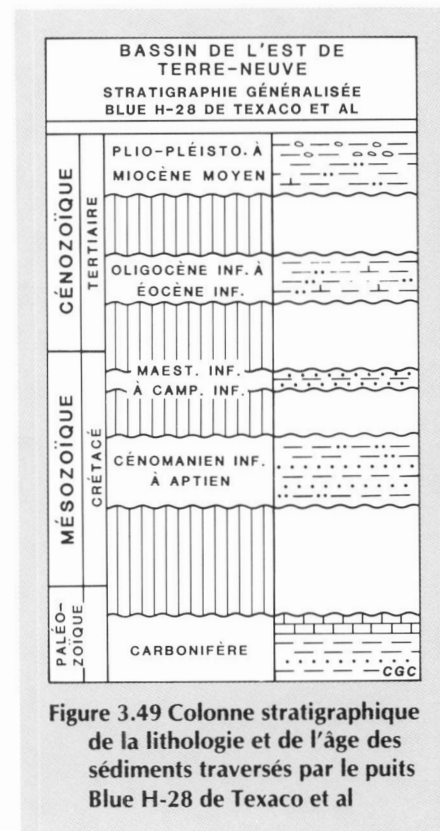 BASSIN DE L'EST DE
TERRE-NEUVE
STRATIGRAPHIE GÉNÉRALISÉE
BLUE H-28 DE TEXACO ET AL
CÉNOZOÏQUE
TERTIAIRE
PLIO-PLÉISTO. À
MIOCÈNE MOYEN
OLIGOCÈNE INF. À
ÉOCÈNE INF.
MÉSOZOÏQUE
CRÉTACÉ
MAEST. INF.
À CAMP. INF.
CÉNOMANIEN INF.
À APTIEN
PALÉO-
ZOÏQUE
CARBONIFÈRE
CGC
Figure 3.49 Colonne stratigraphique
de la lithologie et de l'âge des
sédiments traversés par le puits
Blue H-28 de Texaco et al